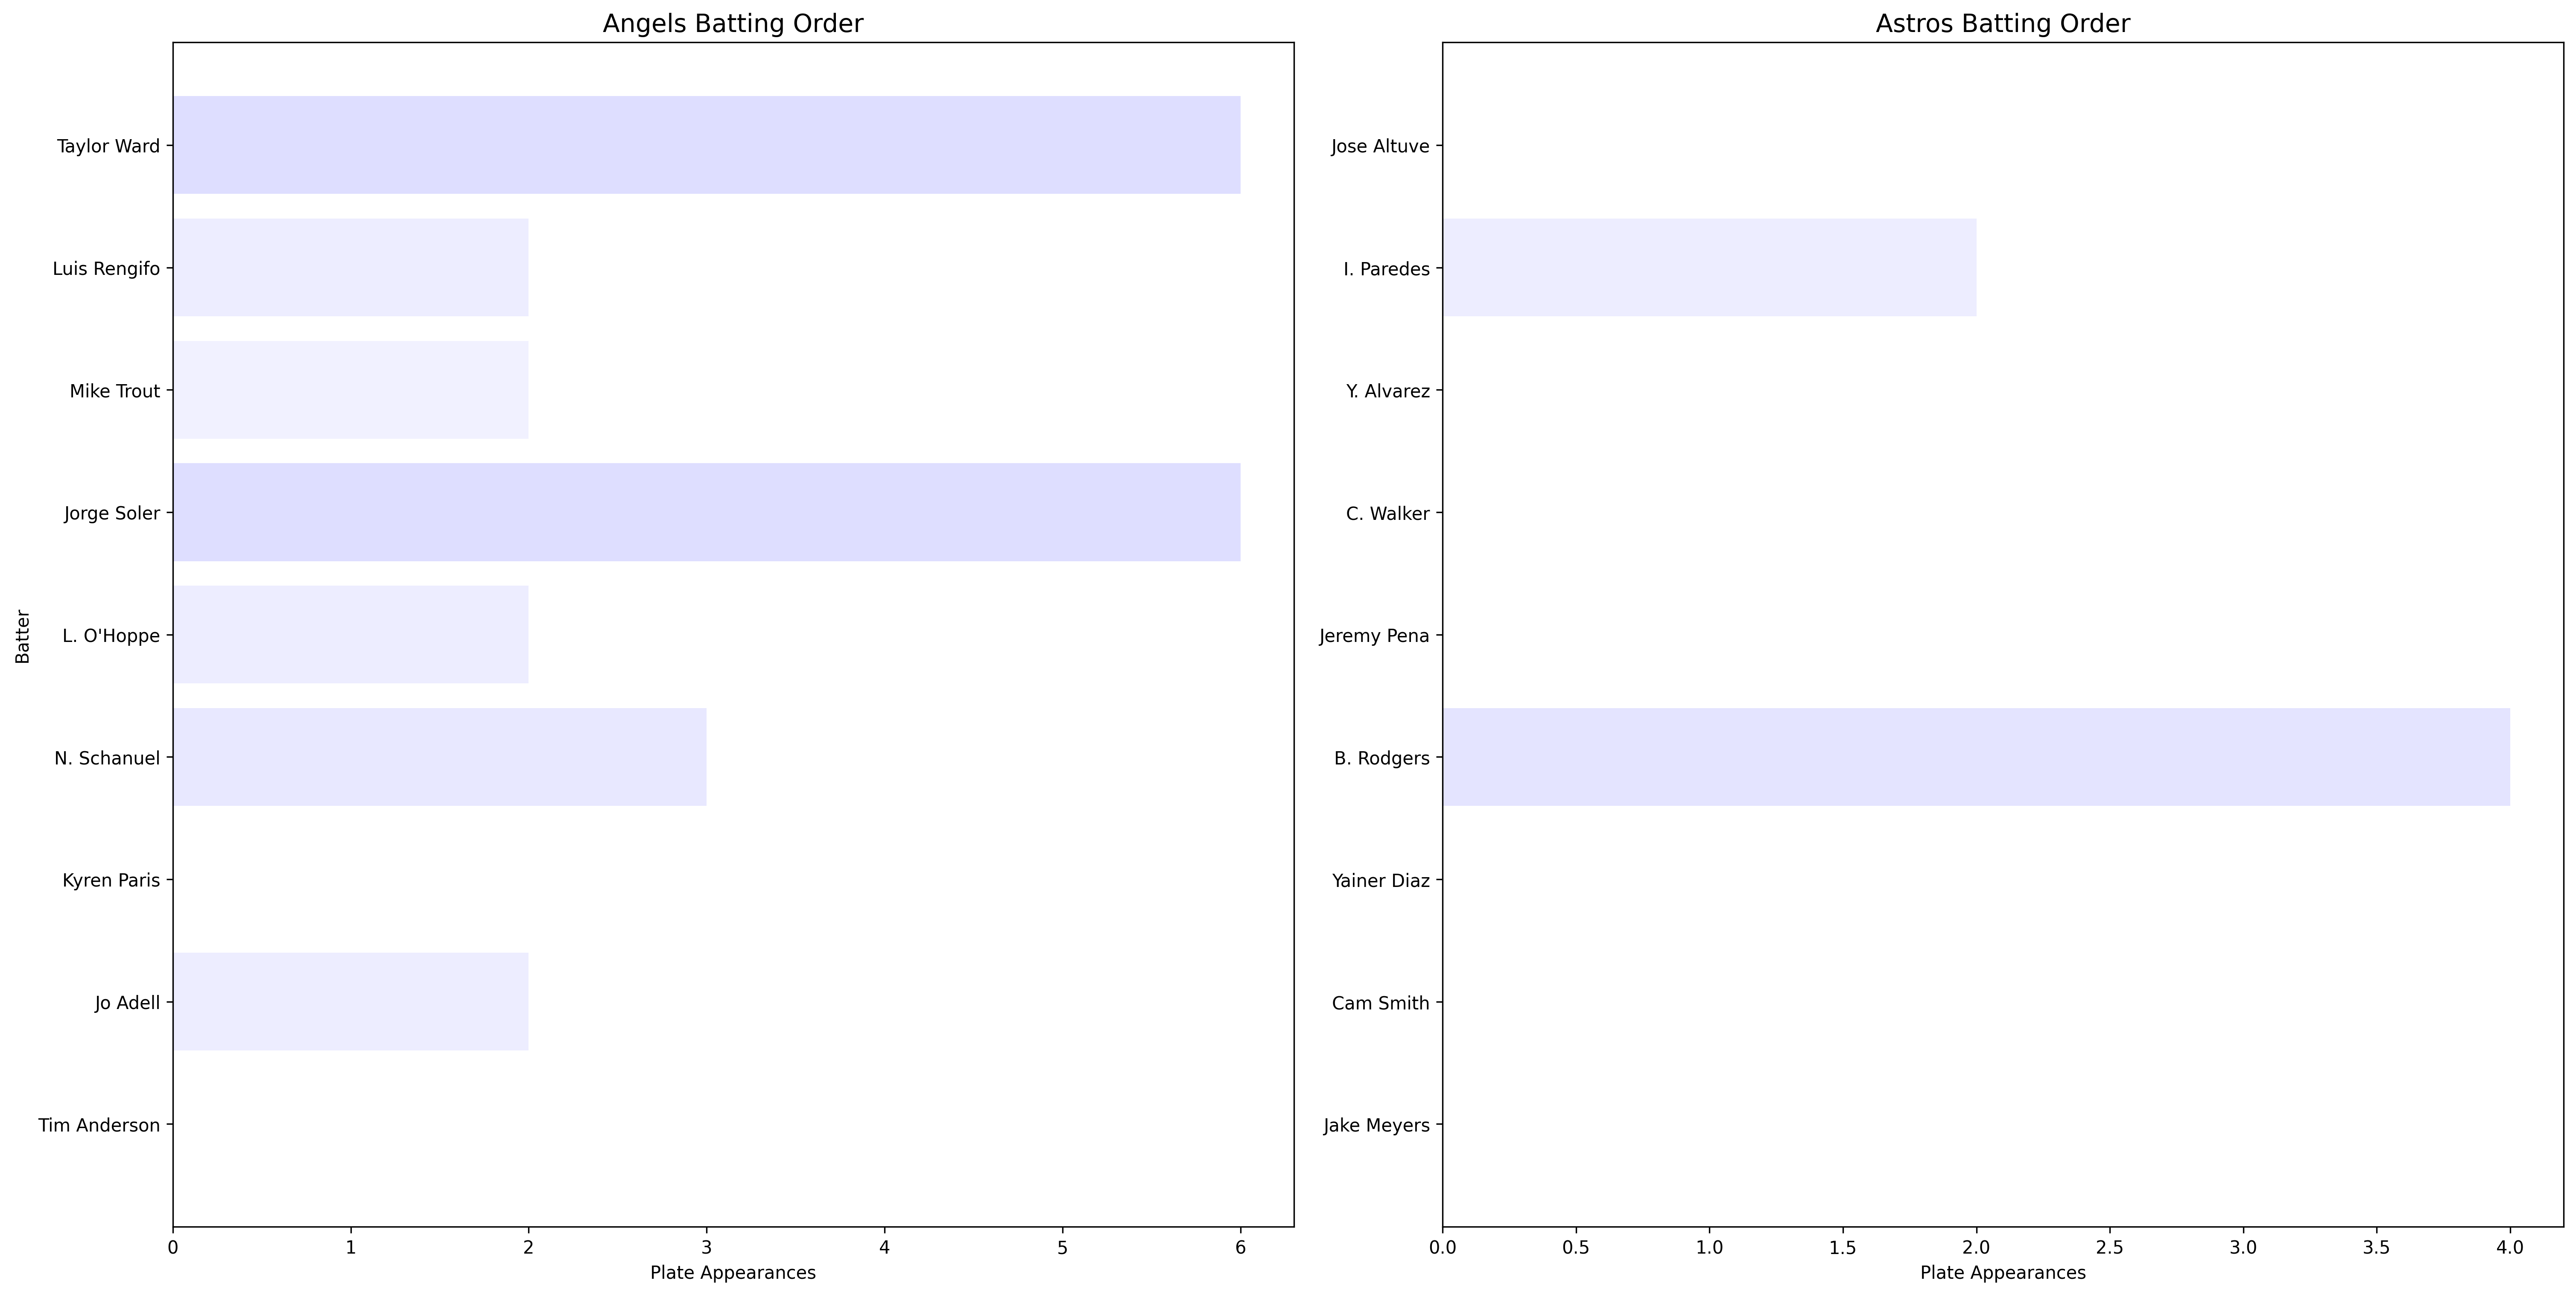 Angels Batting Order
Batter
Taylor Ward
Luis Rengifo
Mike Trout
Jorge Soler
L. O'Hoppe
N. Schanuel
Kyren Paris
Jo Adell
Tim Anderson
0 1 2 3 4 5 6
Plate Appearances
Astros Batting Order
Jose Altuve
I. Paredes
Y. Alvarez
C. Walker
Jeremy Pena
B. Rodgers
Yainer Diaz
Cam Smith
Jake Meyers
0.0 0.5 1.0 1.5 2.0 2.5 3.0 3.5 4.0
Plate Appearances